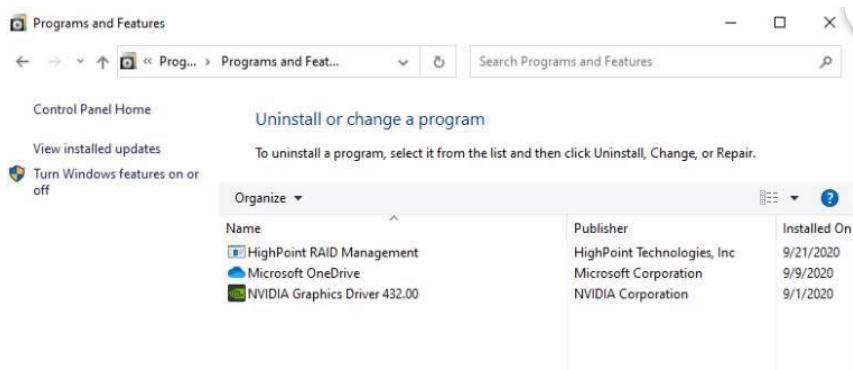 Programs and Features
« Prog... › Programs and Feat...
Search Programs and Features
Control Panel Home
View installed updates
Turn Windows features on or
off
Uninstall or change a program
To uninstall a program, select it from the list and then click Uninstall, Change, or Repair.
Organize
Name Publisher Installed On
HighPoint RAID Management HighPoint Technologies, Inc 9/21/2020
Microsoft OneDrive Microsoft Corporation 9/9/2020
NVIDIA Graphics Driver 432.00 NVIDIA Corporation 9/1/2020